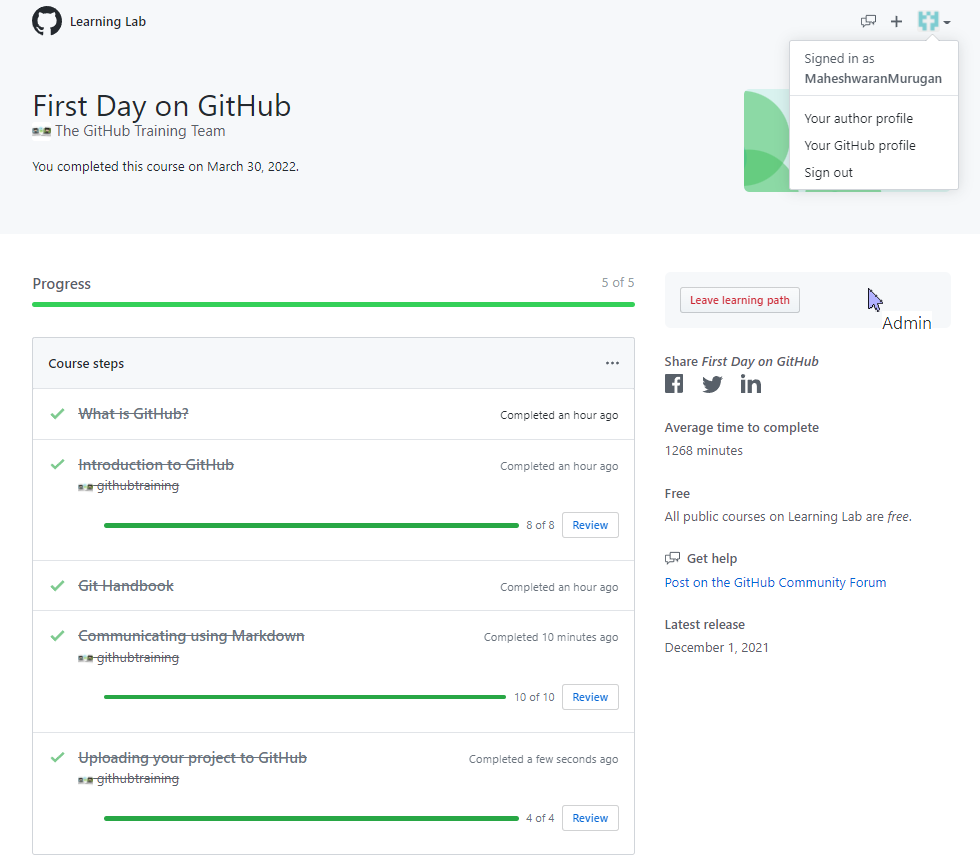 Learning Lab
Signed in as
MaheshwaranMurugan
Your author profile
Your GitHub profile
Sign out
First Day on GitHub
The GitHub Training Team
You completed this course on March 30, 2022.
Progress
5 of 5
Course steps
What is GitHub?
Completed an hour ago
Introduction to GitHub
Completed an hour ago
githubtraining
8 of 8
Review
Git Handbook
Completed an hour ago
Communicating using Markdown
Completed 10 minutes ago
githubtraining
10 of 10
Review
Uploading your project to GitHub
Completed a few seconds ago
githubtraining
4 of 4
Review
Leave learning path
Admin
Share First Day on GitHub
Average time to complete
1268 minutes
Free
All public courses on Learning Lab are free.
Get help
Post on the GitHub Community Forum
Latest release
December 1, 2021